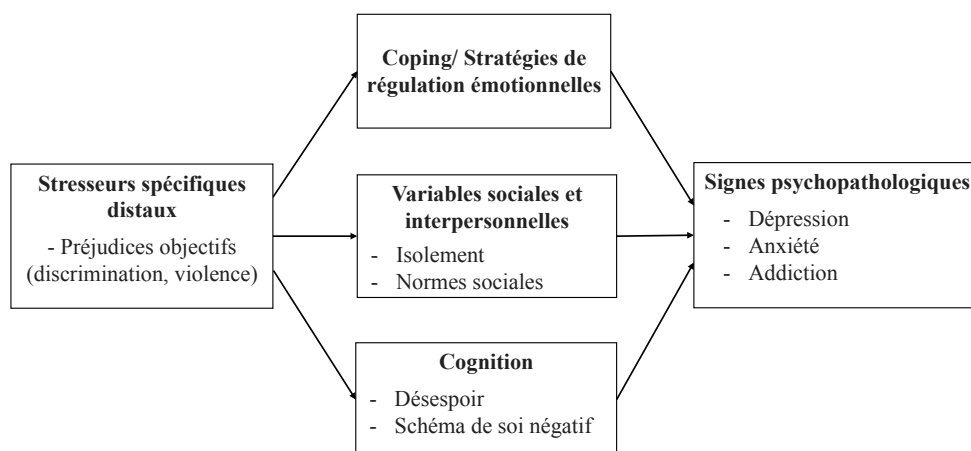 Coping/ Stratégies de
régulation émotionnelles
Stresseurs spécifiques
distaux
- Préjudices objectifs
(discrimination, violence)
Variables sociales et
interpersonnelles
- Isolement
- Normes sociales
Signes psychopathologiques
- Dépression
- Anxiété
- Addiction
Cognition
- Désespoir
- Schéma de soi négatif